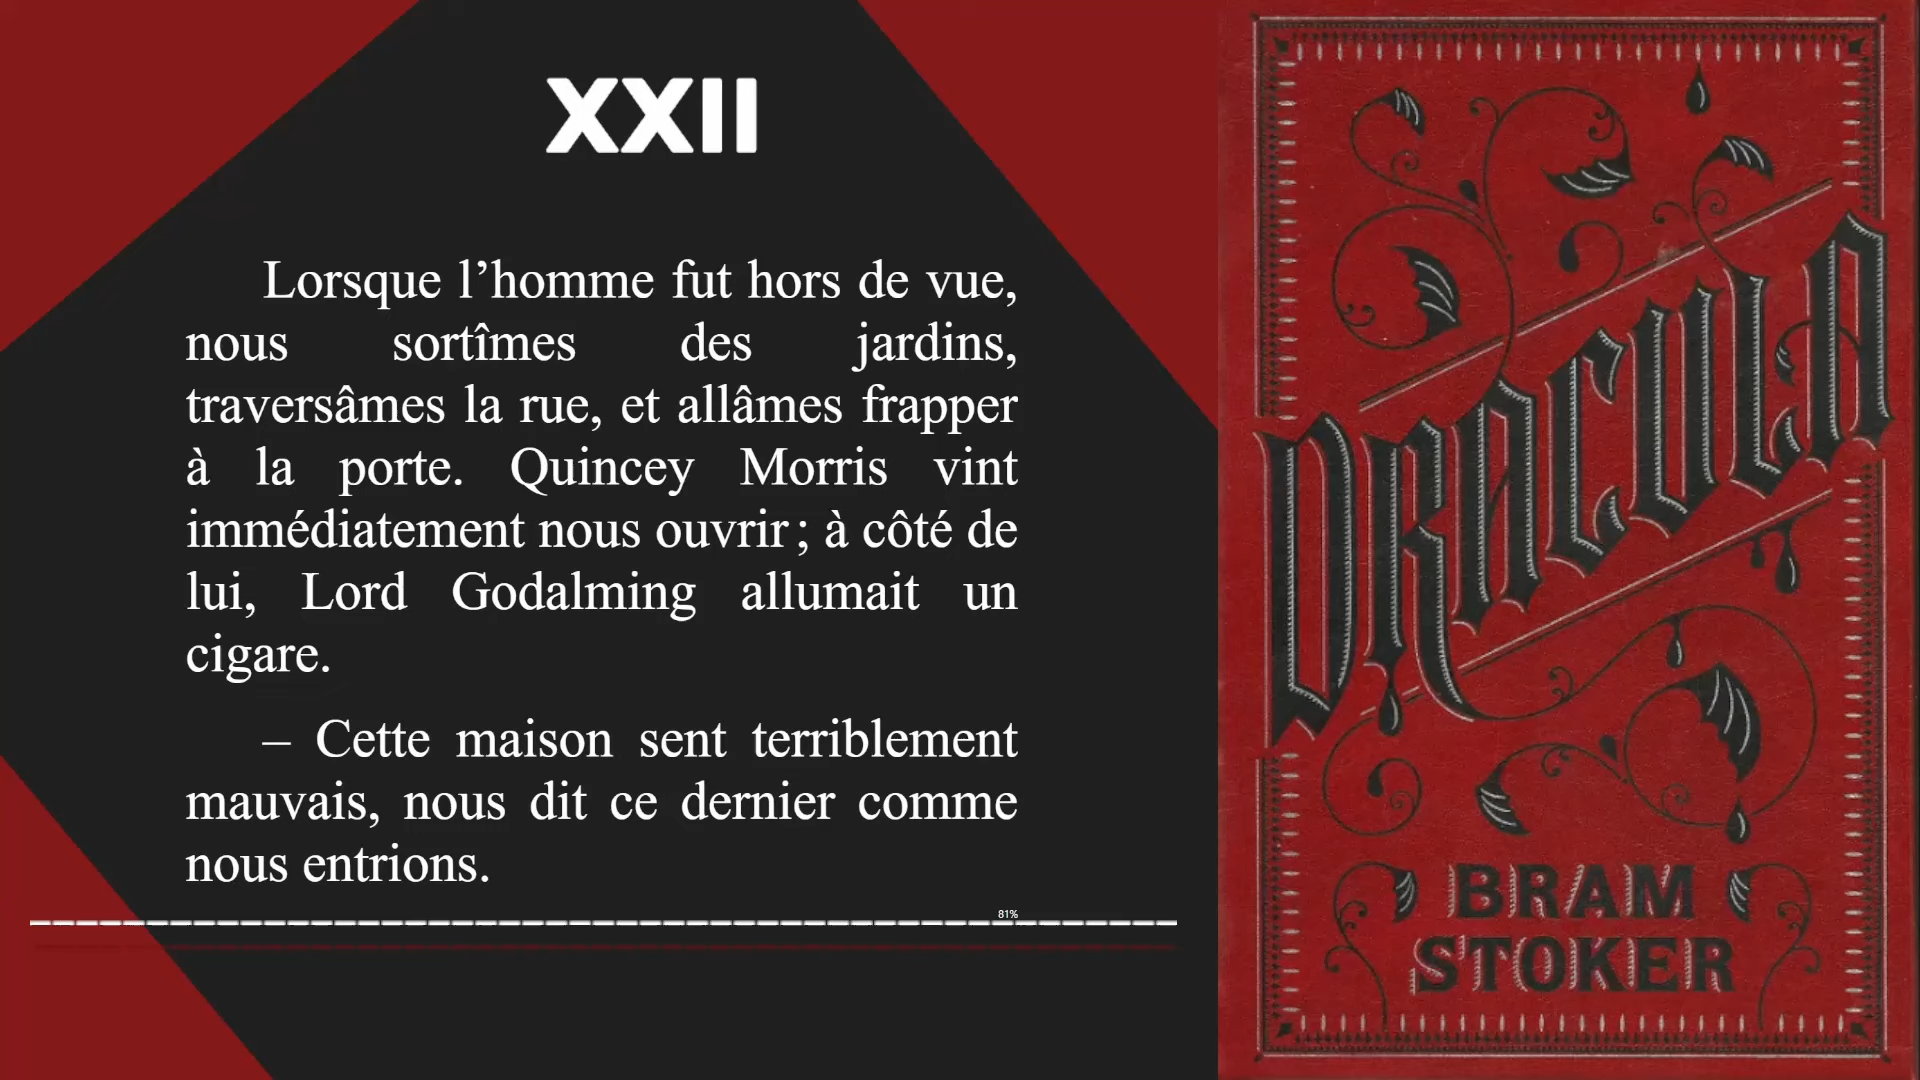 XXII
Lorsque l’homme fut hors de vue,
nous sortîmes des jardins,
traversâmes la rue, et allâmes frapper
à la porte. Quincey Morris vint
immédiatement nous ouvrir ; à côté de
lui, Lord Godalming allumait un
cigare.
– Cette maison sent terriblement
mauvais, nous dit ce dernier comme
nous entrions.
81%
DRACULA
BRAM
STOKER